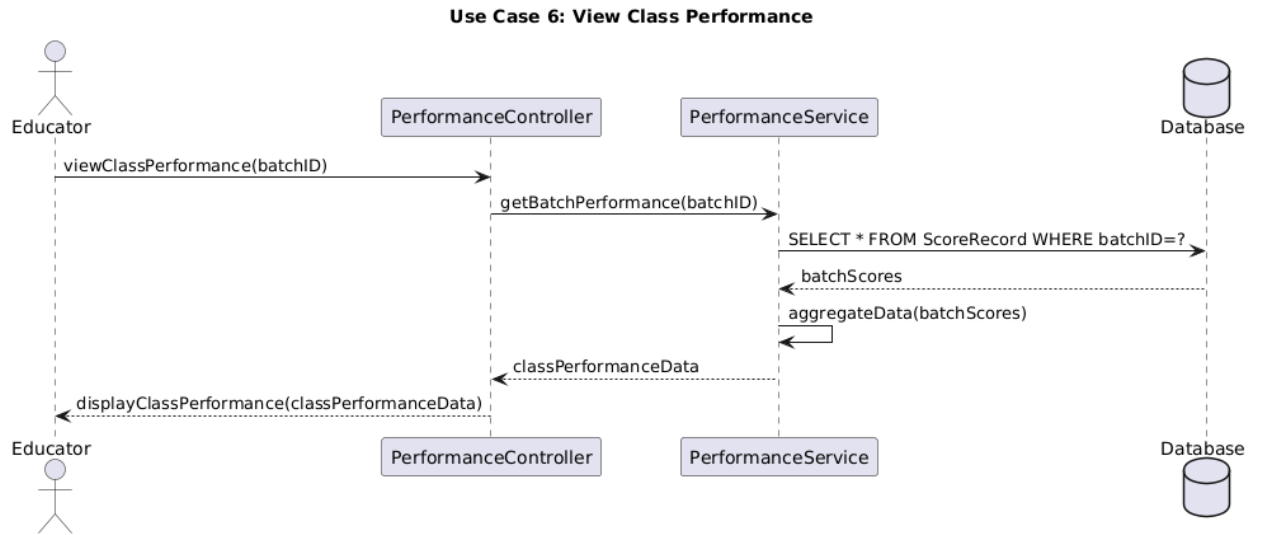 Use Case 6: View Class Performance
Educator
PerformanceController
PerformanceService
Database
viewClassPerformance(batchID)
getBatchPerformance(batchID)
SELECT * FROM ScoreRecord WHERE batchID=?
batchScores
aggregateData(batchScores)
classPerformanceData
displayClassPerformance(classPerformanceData)
Educator
PerformanceController
PerformanceService
Database